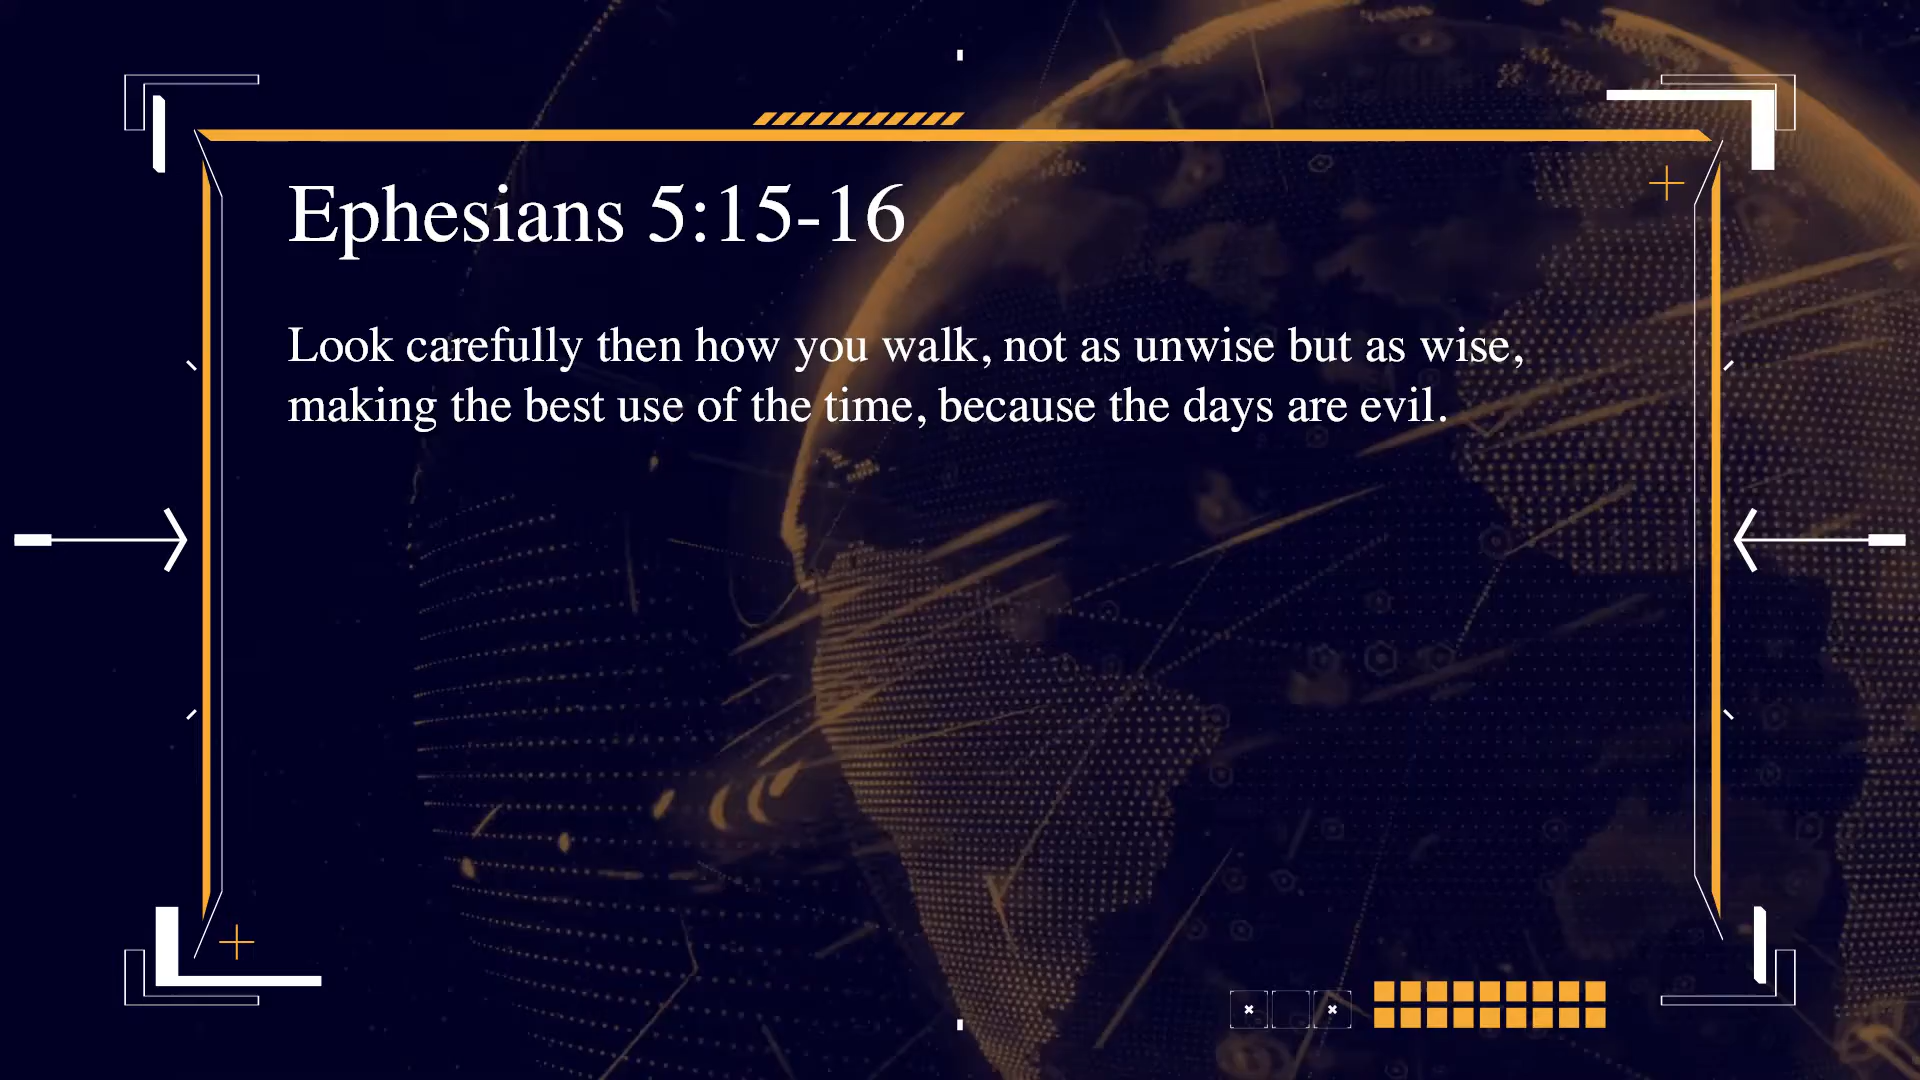 Ephesians 5:15-16
Look carefully then how you walk, not as unwise but as wise,
making the best use of the time, because the days are evil.